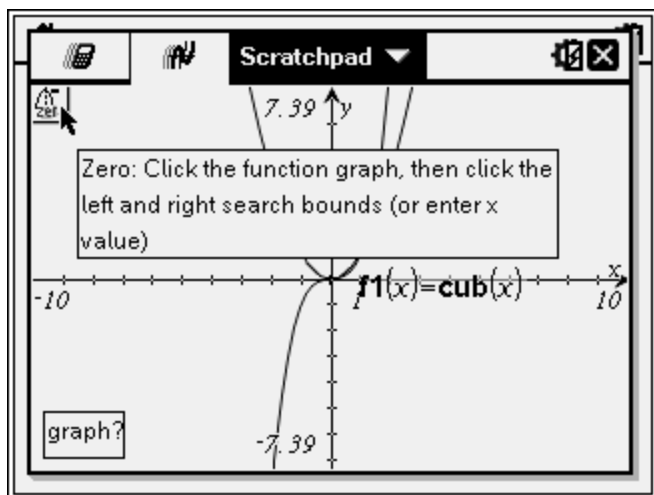 Scratchpad
zero
7.39 y
Zero: Click the function graph, then click the
left and right search bounds (or enter x
value)
x
-10 1 f1(x)=cub(x) 10
graph?
-7.39